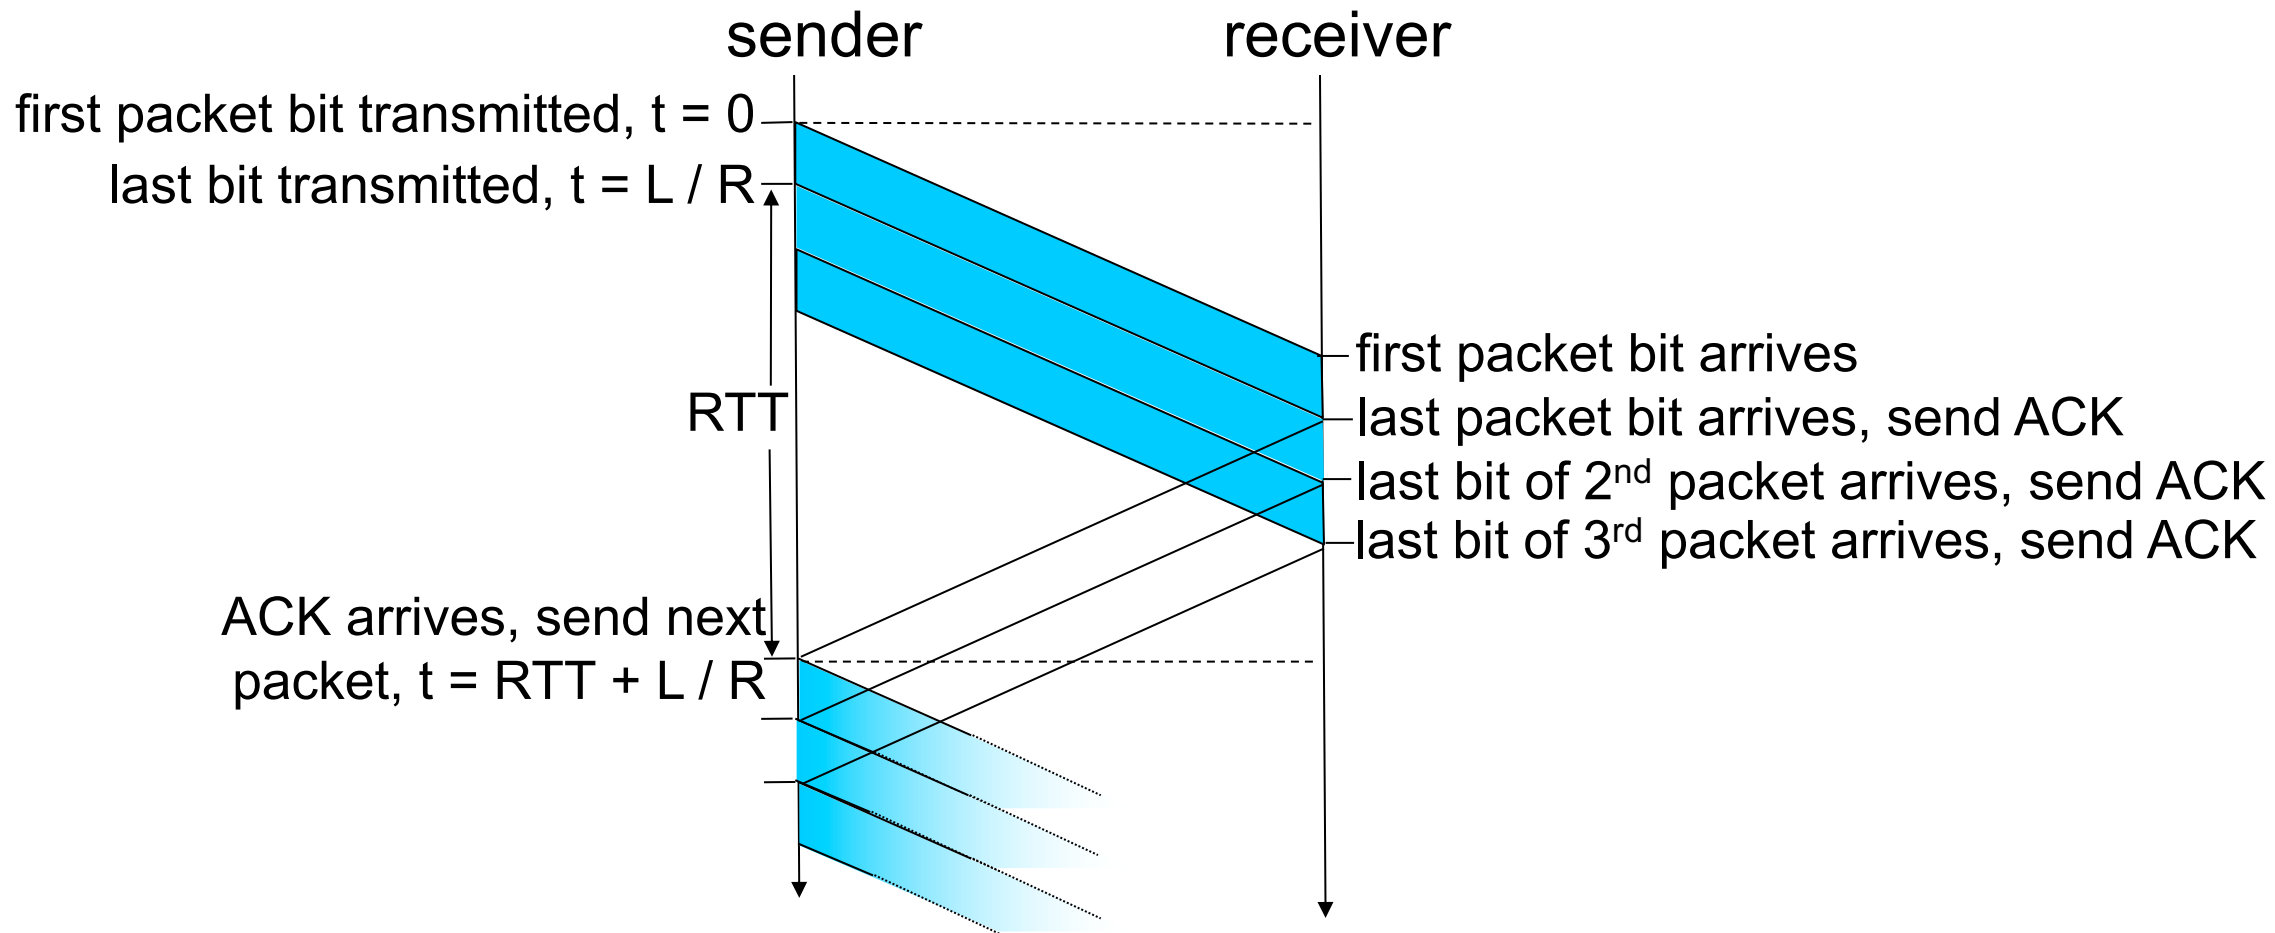 sender
receiver
first packet bit transmitted, t = 0
last bit transmitted, t = L / R
first packet bit arrives
RTT
last packet bit arrives, send ACK
last bit of 2nd packet arrives, send ACK
last bit of 3rd packet arrives, send ACK
ACK arrives, send next
packet, t = RTT + L / R